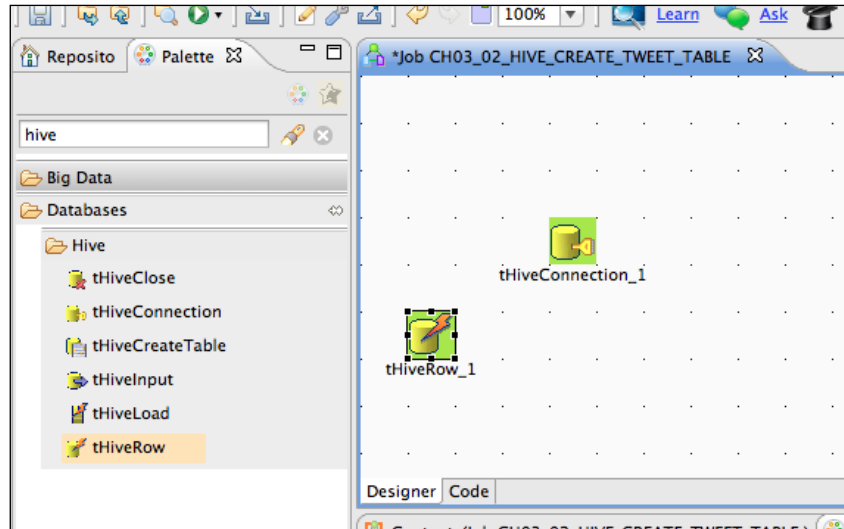 100%
Learn
Ask
Reposito
Palette
*Job CH03_02_HIVE_CREATE_TWEET_TABLE
hive
Big Data
Databases
Hive
tHiveClose
tHiveConnection
tHiveCreateTable
tHiveInput
tHiveLoad
tHiveRow
tHiveConnection_1
tHiveRow_1
Designer
Code